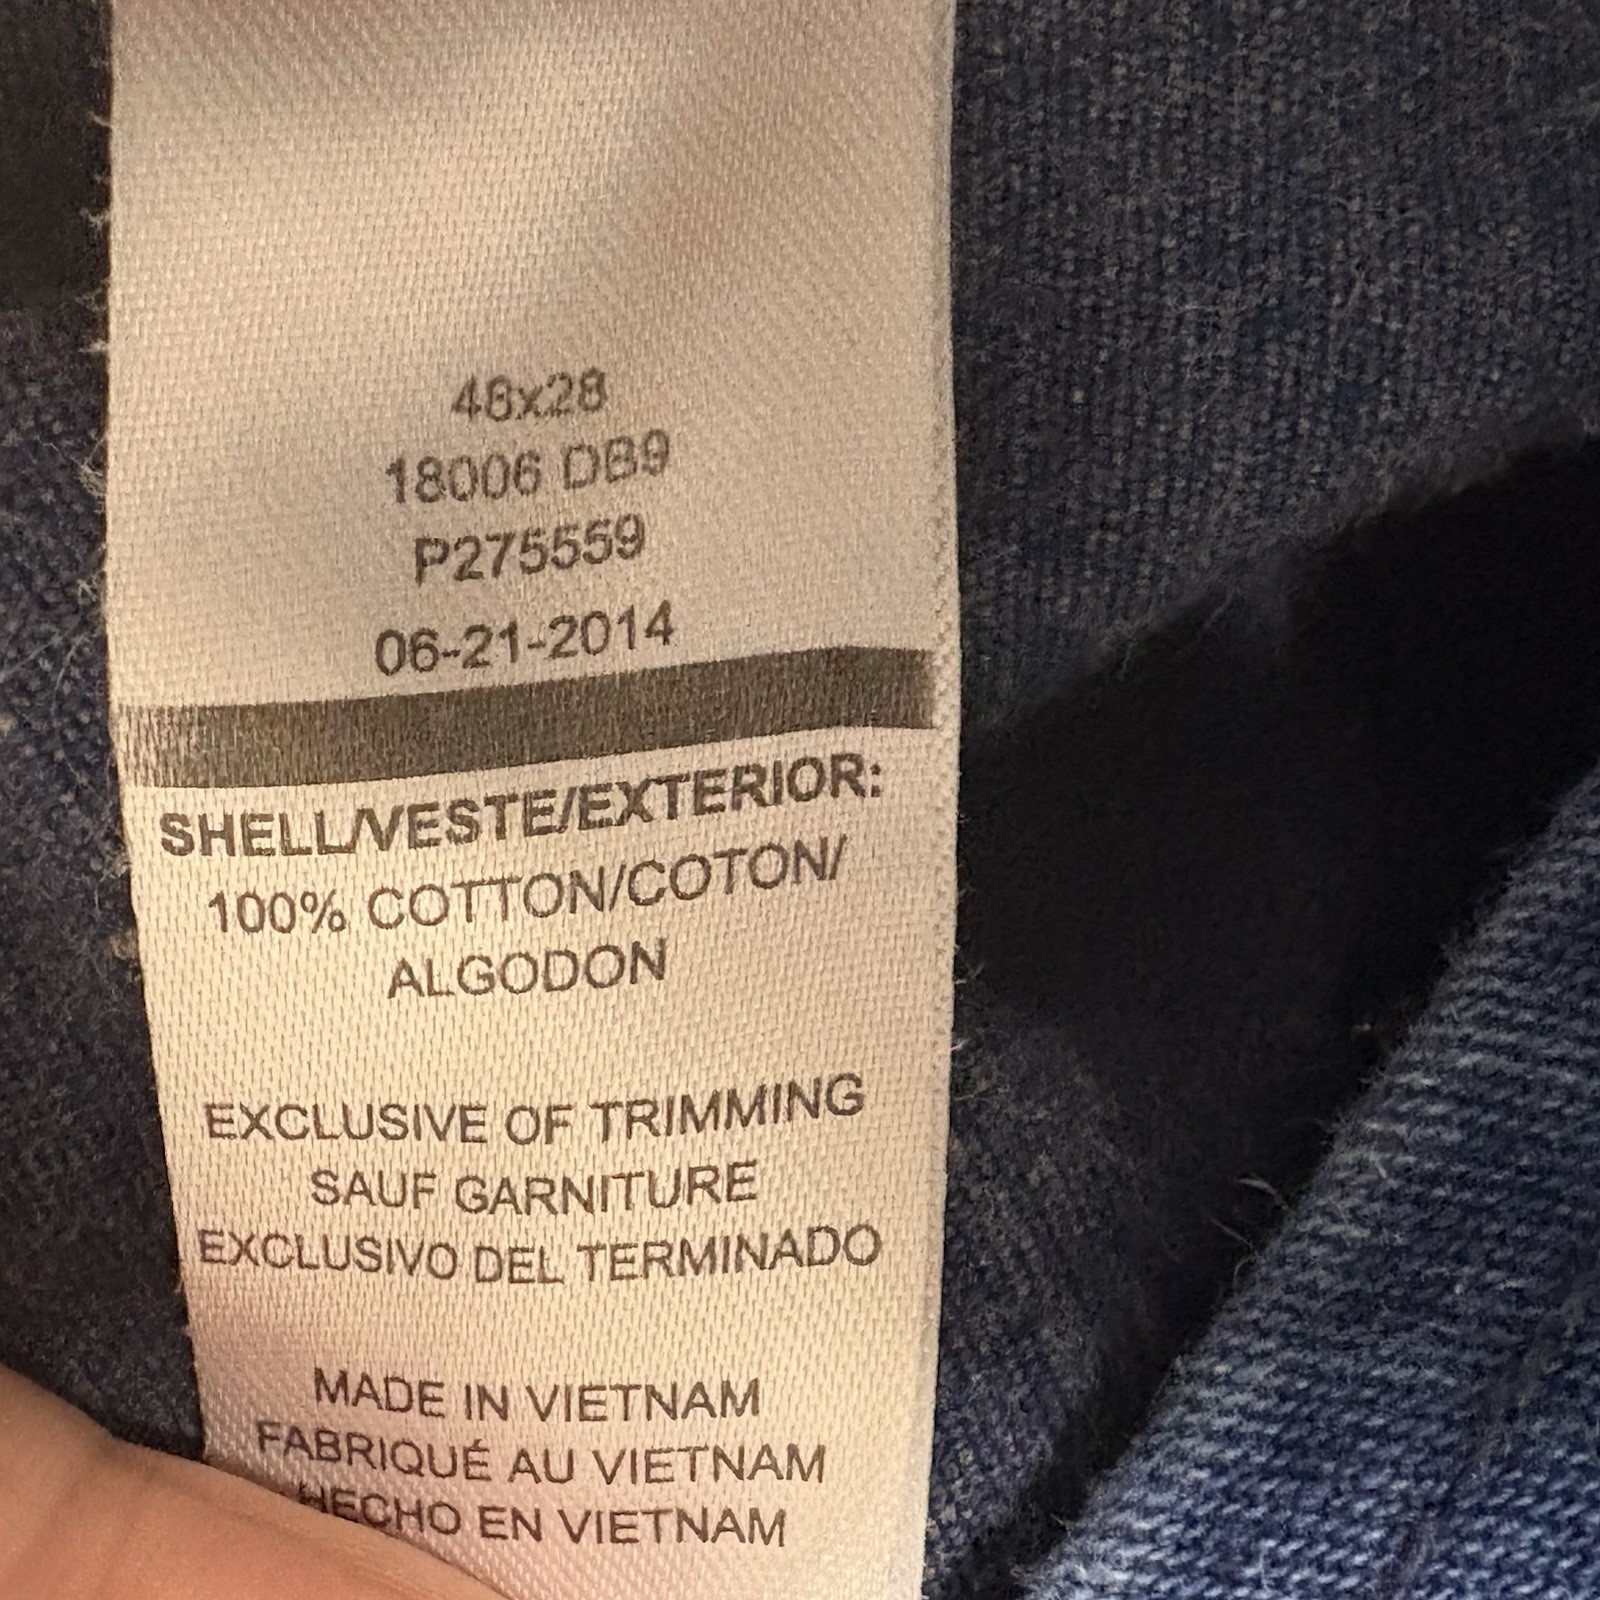 48x28
18006 DB9
P275559
06-21-2014
SHELL/VESTE/EXTERIOR:
100% COTTON/COTON/
ALGODON
EXCLUSIVE OF TRIMMING
SAUF GARNITURE
EXCLUSIVO DEL TERMINADO
MADE IN VIETNAM
FABRIQUÉ AU VIETNAM
HECHO EN VIETNAM